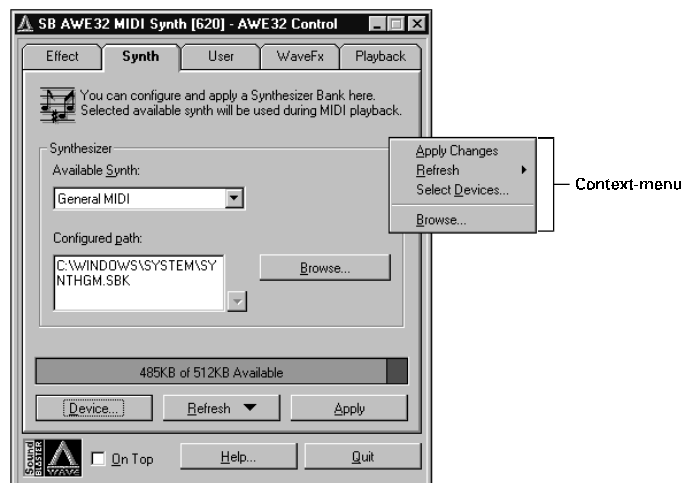 SB AWE32 MIDI Synth [620] - AWE32 Control
Effect
Synth
User
WaveFx
Playback
You can configure and apply a Synthesizer Bank here.
Selected available synth will be used during MIDI playback.
Synthesizer
Available Synth:
General MIDI
Configured path:
C:\WINDOWS\SYSTEM\SY
NTHGM.SBK
Browse...
Apply Changes
Refresh
Select Devices...
Browse...
Context-menu
485KB of 512KB Available
Device...
Refresh
Apply
Sound
BLASTER
WAVE
On Top
Help...
Quit